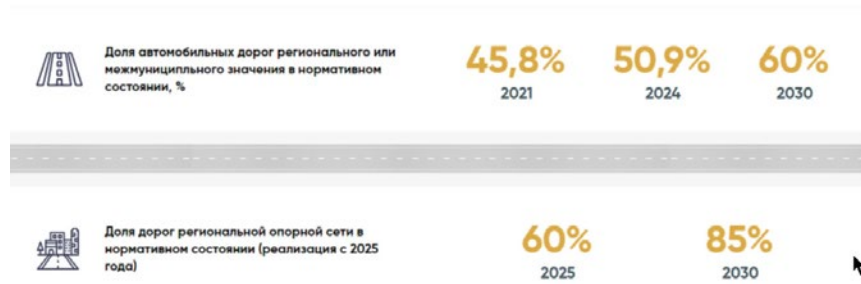 Доля автомобильных дорог регионального или
межмуниципльного значения в нормативном
состоянии, %
45,8%
50,9%
60%
2021
2024
2030
Доля дорог региональной опорной сети в
нормативном состоянии (реализация с 2025
года)
60%
85%
2025
2030